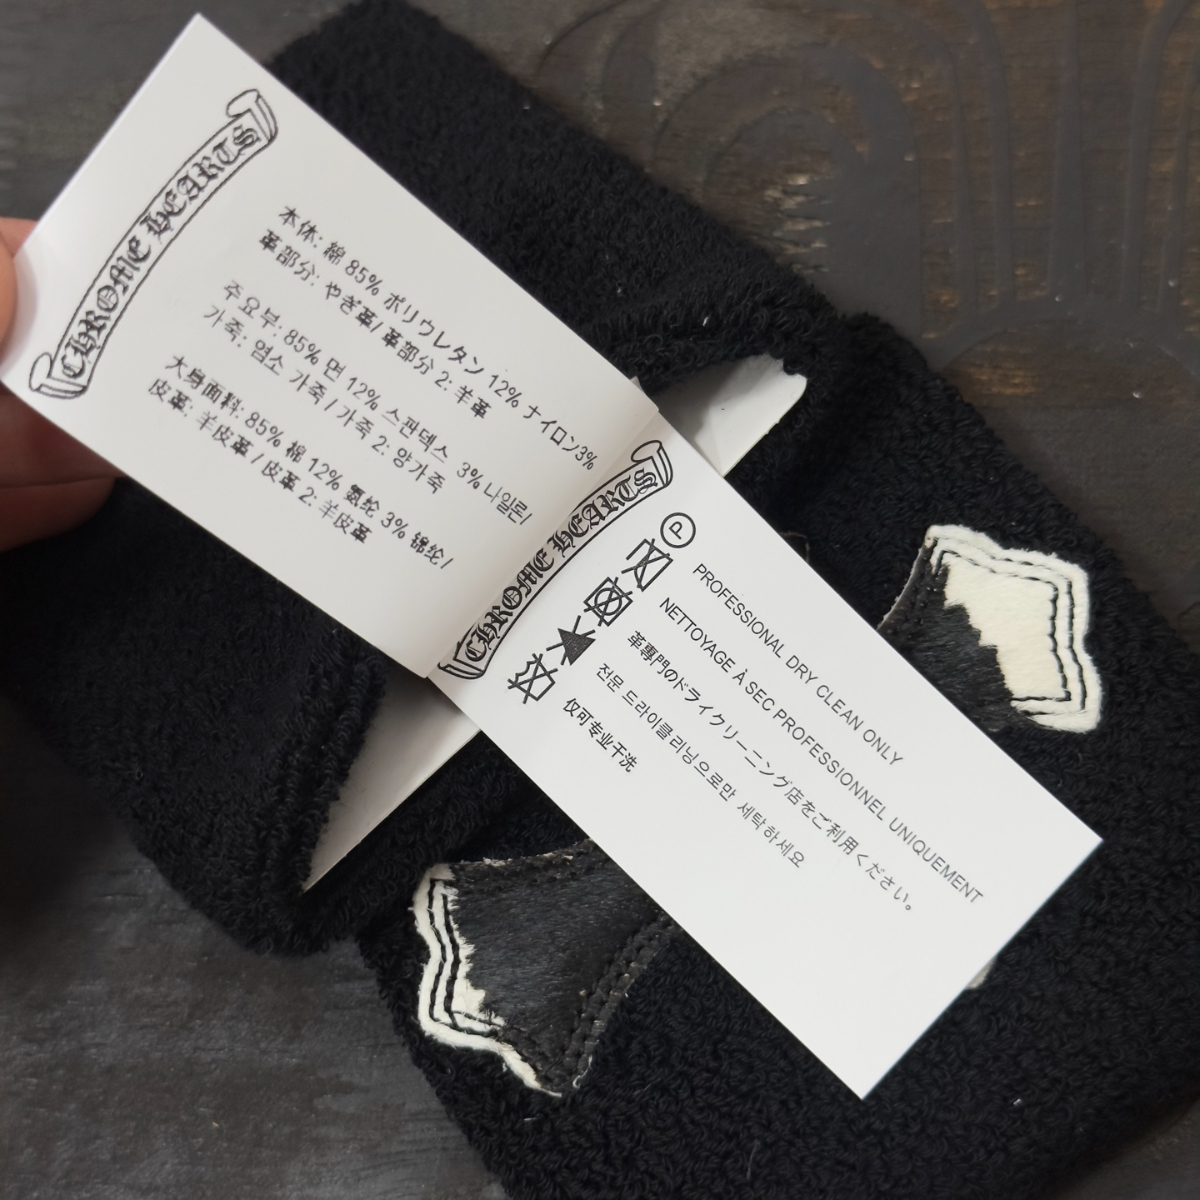 CHROME HEARTS
本体: 綿 85% ポリウレタン 12% ナイロン3%
革部分: やぎ革/ 革部分 2: 羊革
주요부: 85% 면 12% 스판덱스 3% 나일론/
가죽: 염소 가죽 / 가죽 2: 양가죽
大身面料: 85% 棉 12% 氨纶 3% 锦纶/
皮革: 羊皮革 / 皮革 2: 羊皮革
CHROME HEARTS
P
PROFESSIONAL DRY CLEAN ONLY
NETTOYAGE À SEC PROFESSIONNEL UNIQUEMENT
革専門のドライクリーニング店をご利用ください。
전문 드라이클리닝으로만 세탁하세요
仅可专业干洗